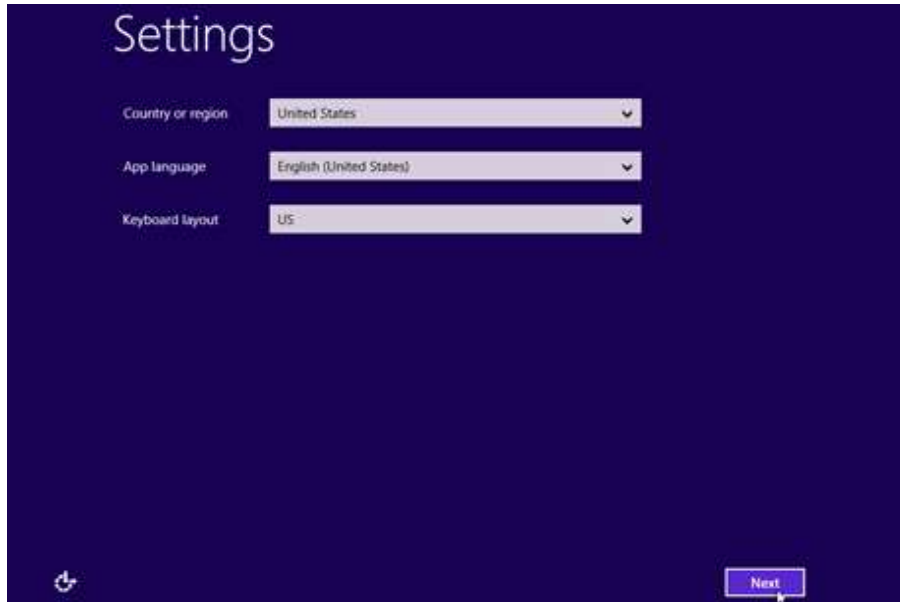 Settings
Country or region United States
App language English (United States)
Keyboard layout US
Next